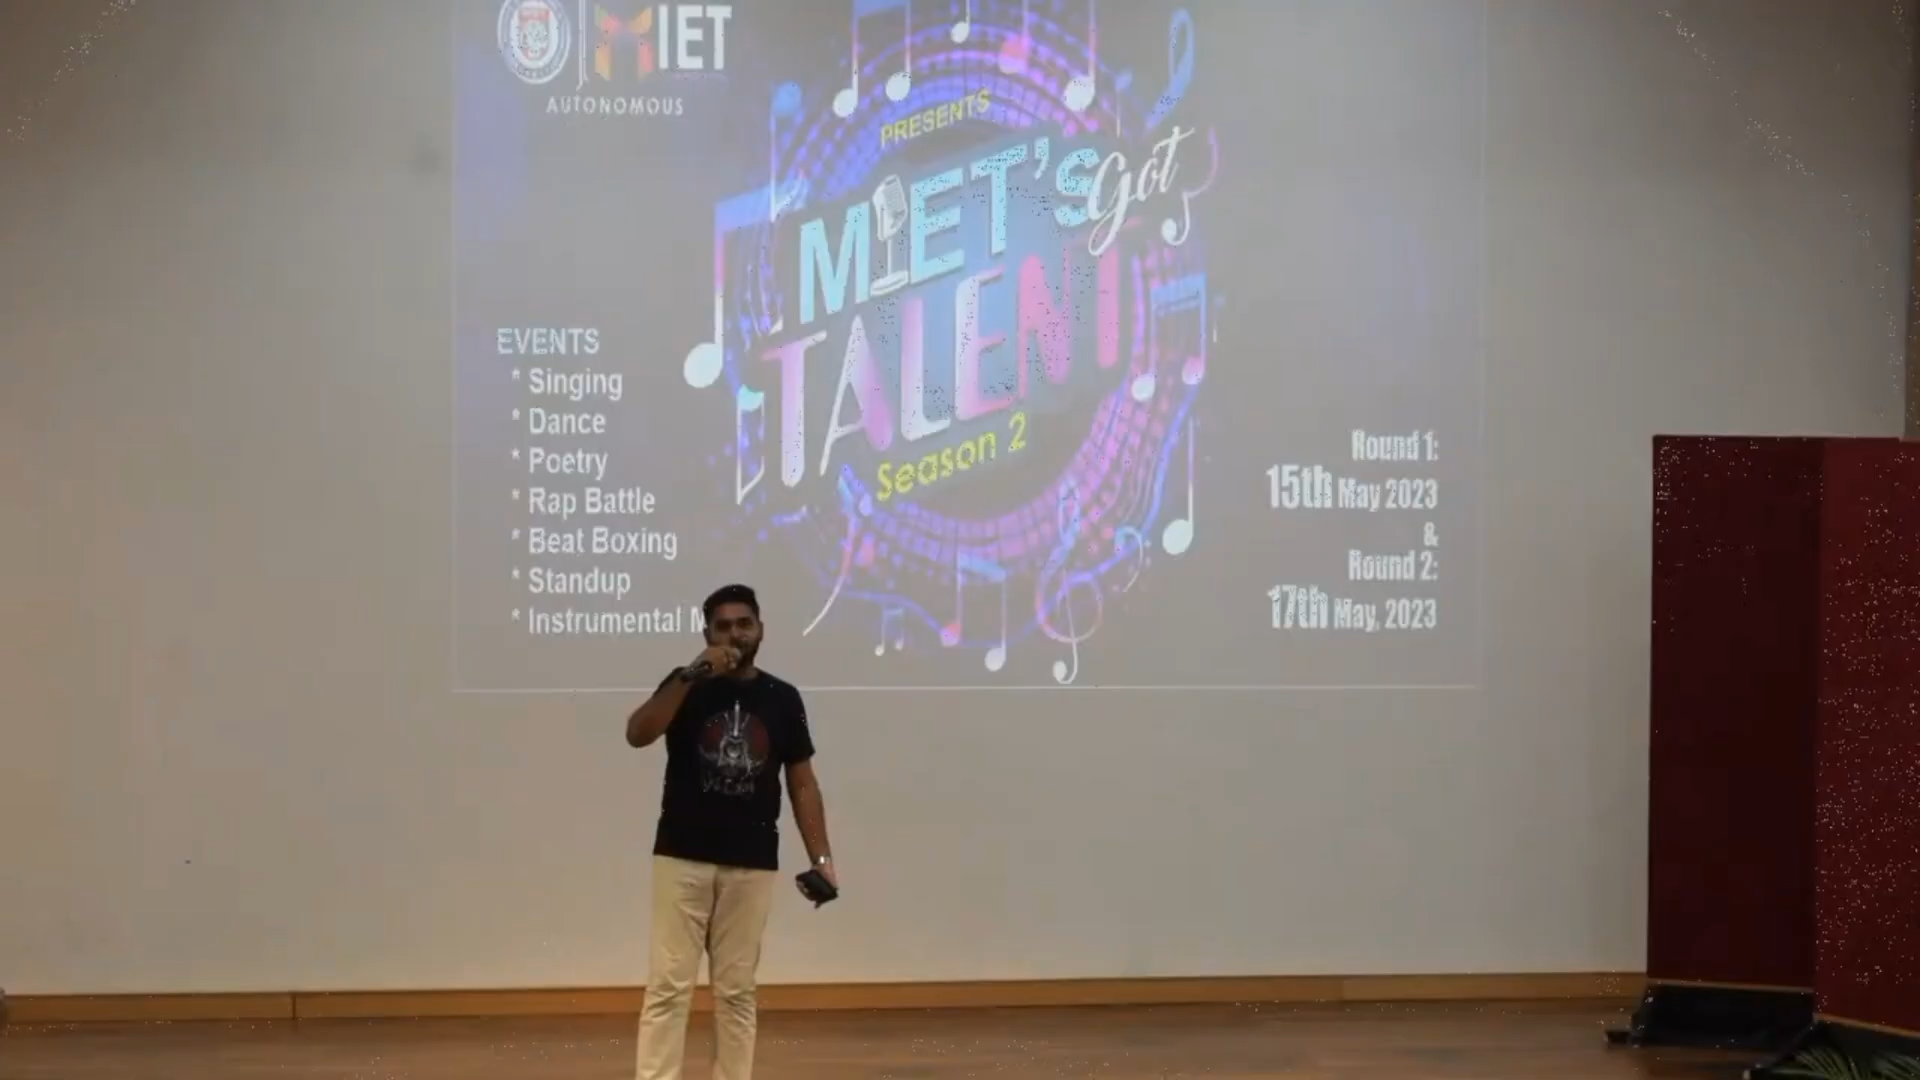 MIET
AUTONOMOUS
PRESENTS
MIET'S Got
TALENT
Season 2
EVENTS
* Singing
* Dance
* Poetry
* Rap Battle
* Beat Boxing
* Standup
* Instrumental M
Round 1:
15th May 2023
&
Round 2:
17th May, 2023